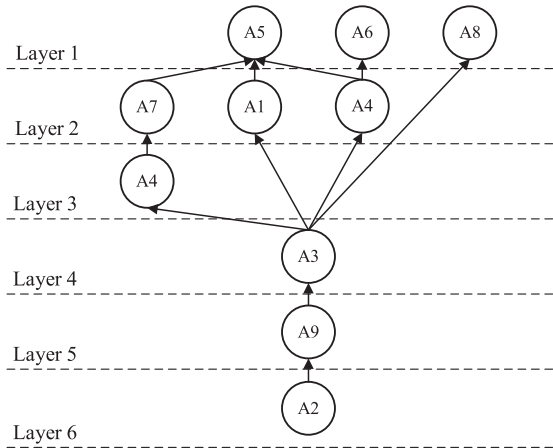 A5 A6 A8
Layer 1
A7 A1 A4
Layer 2
A4
Layer 3
A3
Layer 4
A9
Layer 5
A2
Layer 6